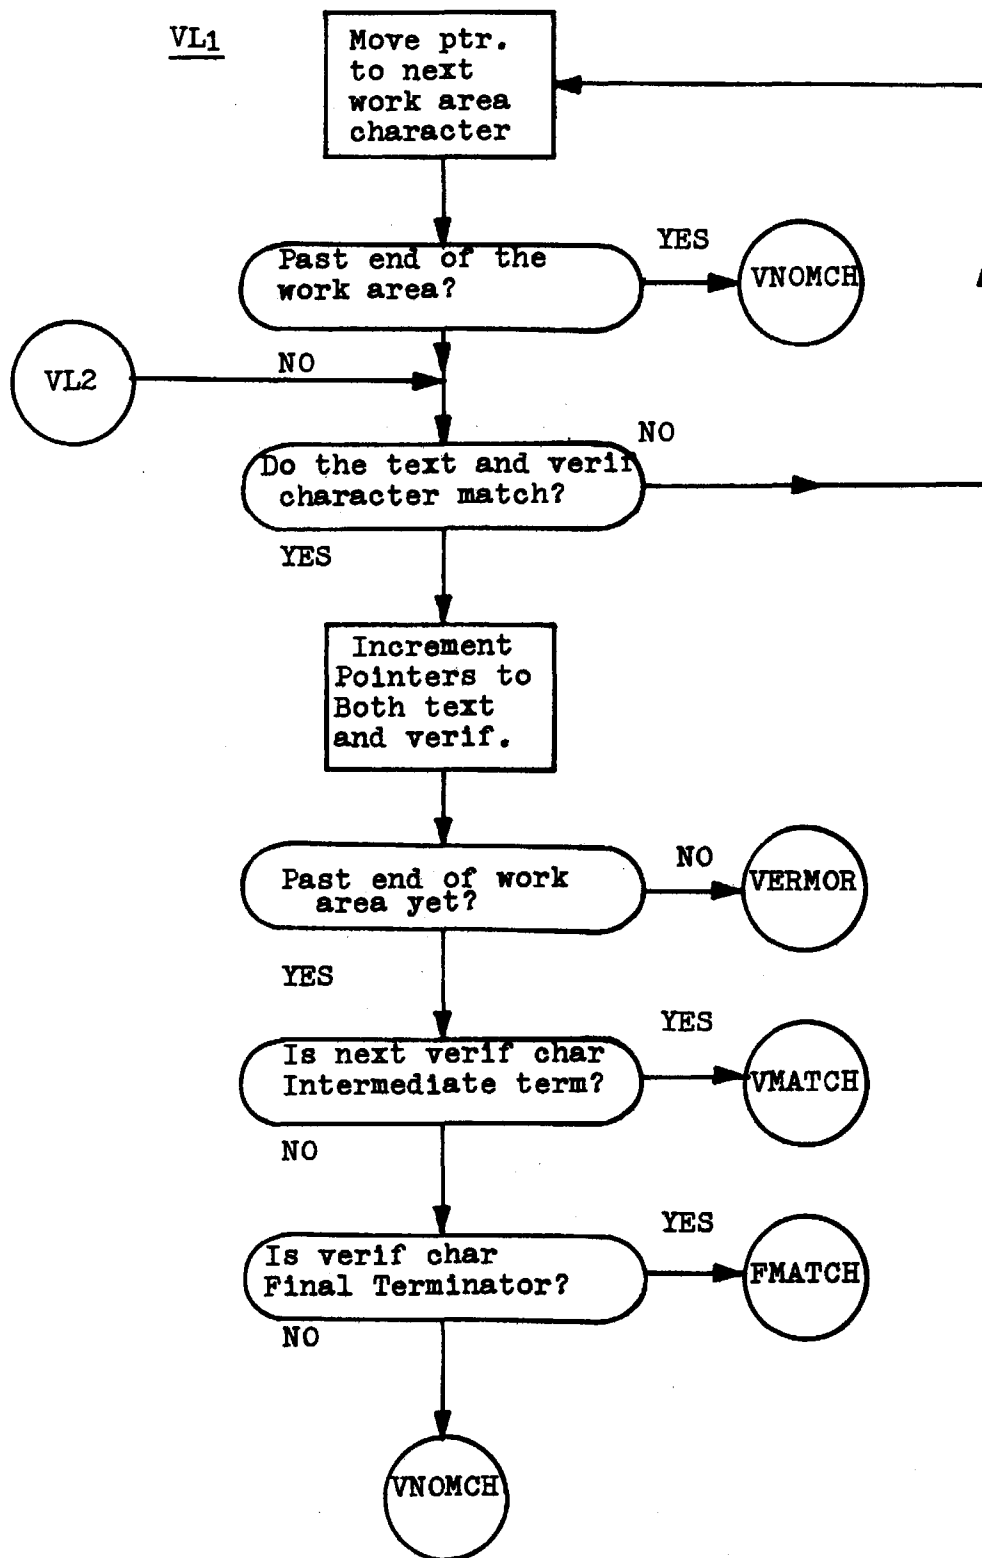 VL1
Move ptr.
to next
work area
character
Past end of the
work area?
YES
VNOMCH
VL2
NO
Do the text and verif
character match?
NO
YES
Increment
Pointers to
Both text
and verif.
Past end of work
area yet?
NO
VERMOR
YES
Is next verif char
Intermediate term?
YES
VMATCH
NO
Is verif char
Final Terminator?
YES
FMATCH
NO
VNOMCH